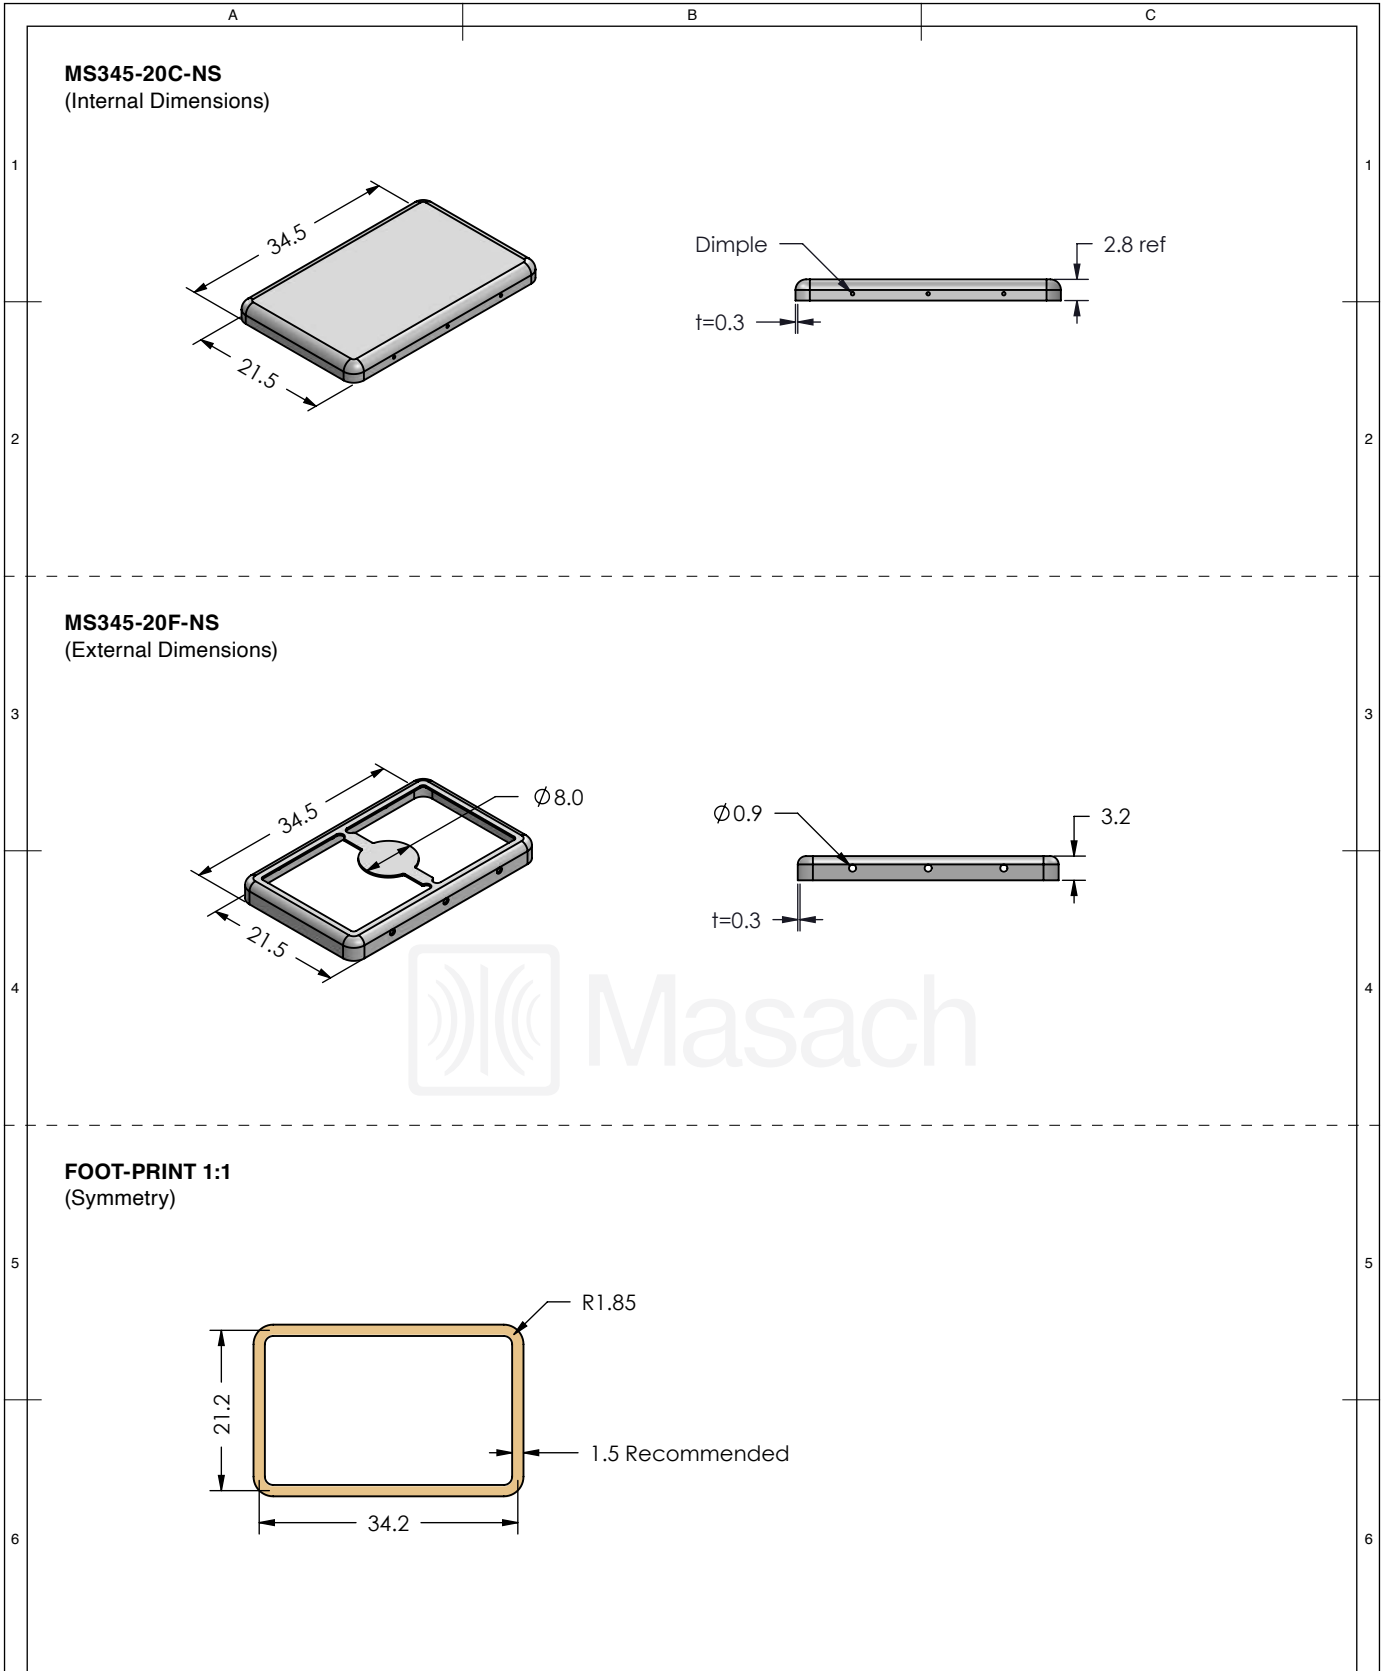 A B C
MS345-20C-NS
(Internal Dimensions)
1 1
34.5
21.5
Dimple
2.8 ref
t=0.3
2 2
MS345-20F-NS
(External Dimensions)
3 3
34.5
Ø8.0
21.5
Ø0.9
3.2
t=0.3
4 4
Masach
FOOT-PRINT 1:1
(Symmetry)
5 5
R1.85
21.2
1.5 Recommended
34.2
6 6